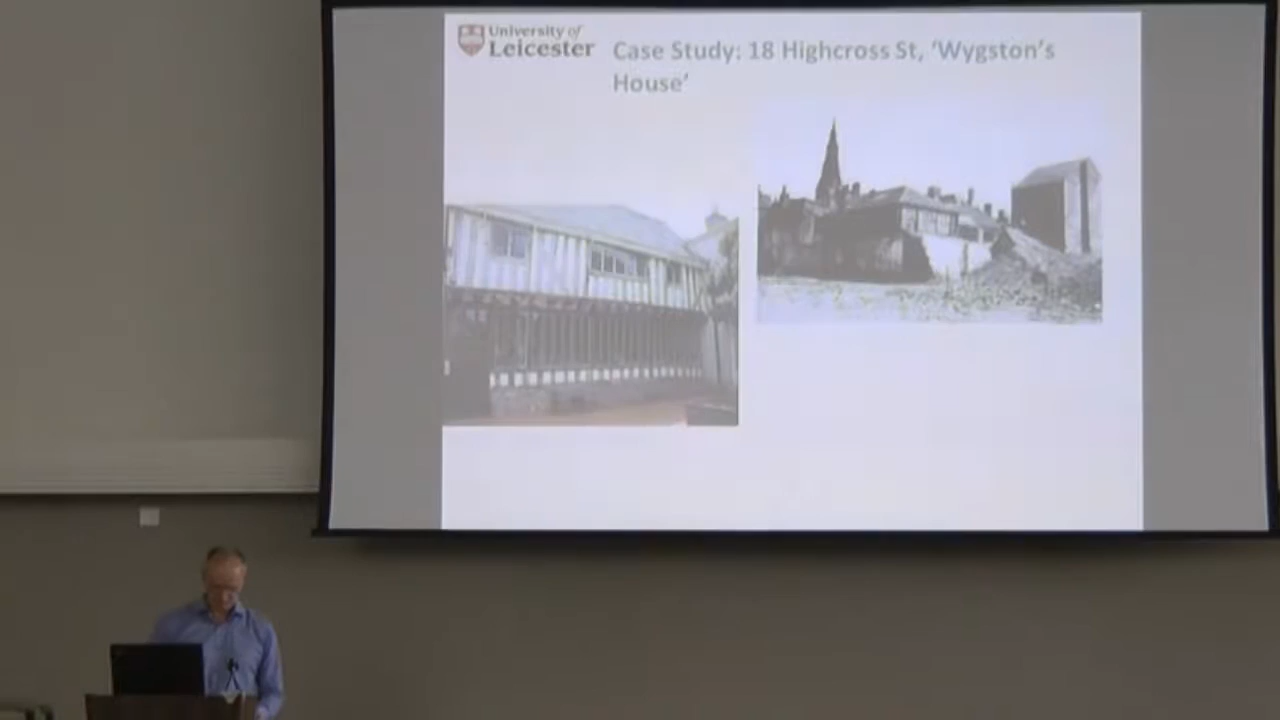 University of
Leicester
Case Study: 18 Highcross St, ‘Wygston’s
House’